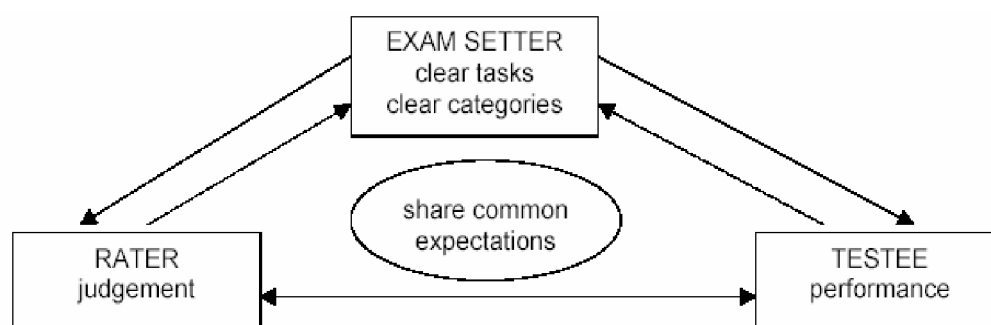 EXAM SETTER
clear tasks
clear categories
share common
expectations
RATER
judgement
TESTEE
performance